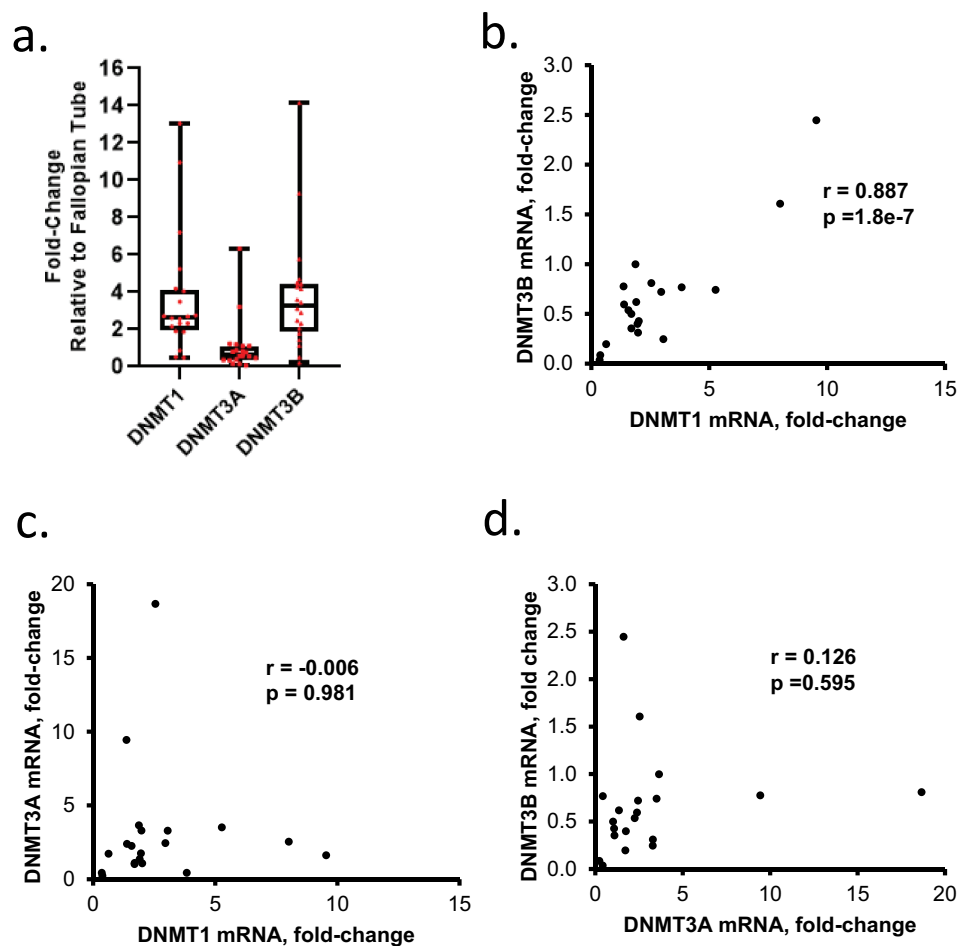 a.
Fold-Change
Relative to Fallopian Tube
16
14
12
10
8
6
4
2
0
DNMT1
DNMT3A
DNMT3B
b.
DNMT3B mRNA, fold-change
3.0
2.5
2.0
1.5
1.0
0.5
0.0
r = 0.887
p =1.8e-7
0 5 10 15
DNMT1 mRNA, fold-change
c.
DNMT3A mRNA, fold-change
20
15
10
5
0
r = -0.006
p = 0.981
0 5 10 15
DNMT1 mRNA, fold-change
d.
DNMT3B mRNA, fold change
3.0
2.5
2.0
1.5
1.0
0.5
0.0
r = 0.126
p =0.595
0 5 10 15 20
DNMT3A mRNA, fold-change